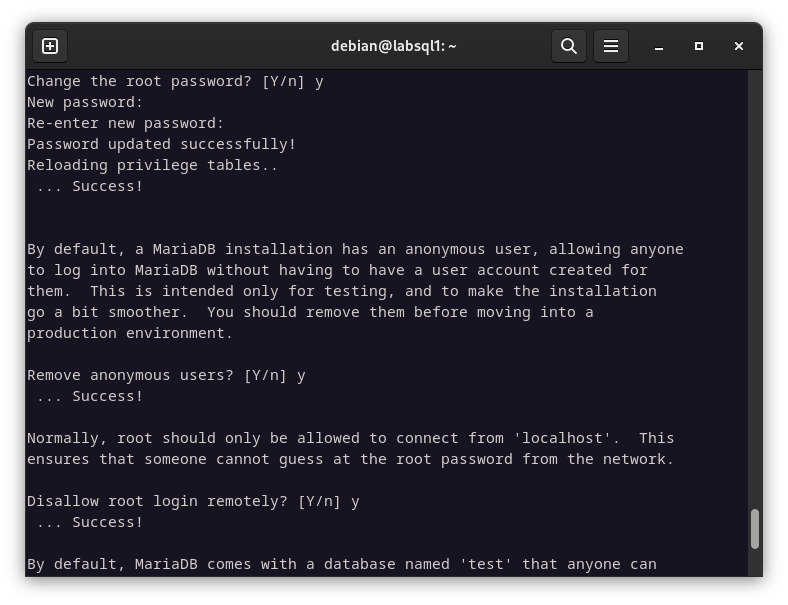 debian@labsql1: ~
Change the root password? [Y/n] y
New password:
Re-enter new password:
Password updated successfully!
Reloading privilege tables..
 ... Success!
By default, a MariaDB installation has an anonymous user, allowing anyone
to log into MariaDB without having to have a user account created for
them.  This is intended only for testing, and to make the installation
go a bit smoother.  You should remove them before moving into a
production environment.
Remove anonymous users? [Y/n] y
 ... Success!
Normally, root should only be allowed to connect from 'localhost'.  This
ensures that someone cannot guess at the root password from the network.
Disallow root login remotely? [Y/n] y
 ... Success!
By default, MariaDB comes with a database named 'test' that anyone can